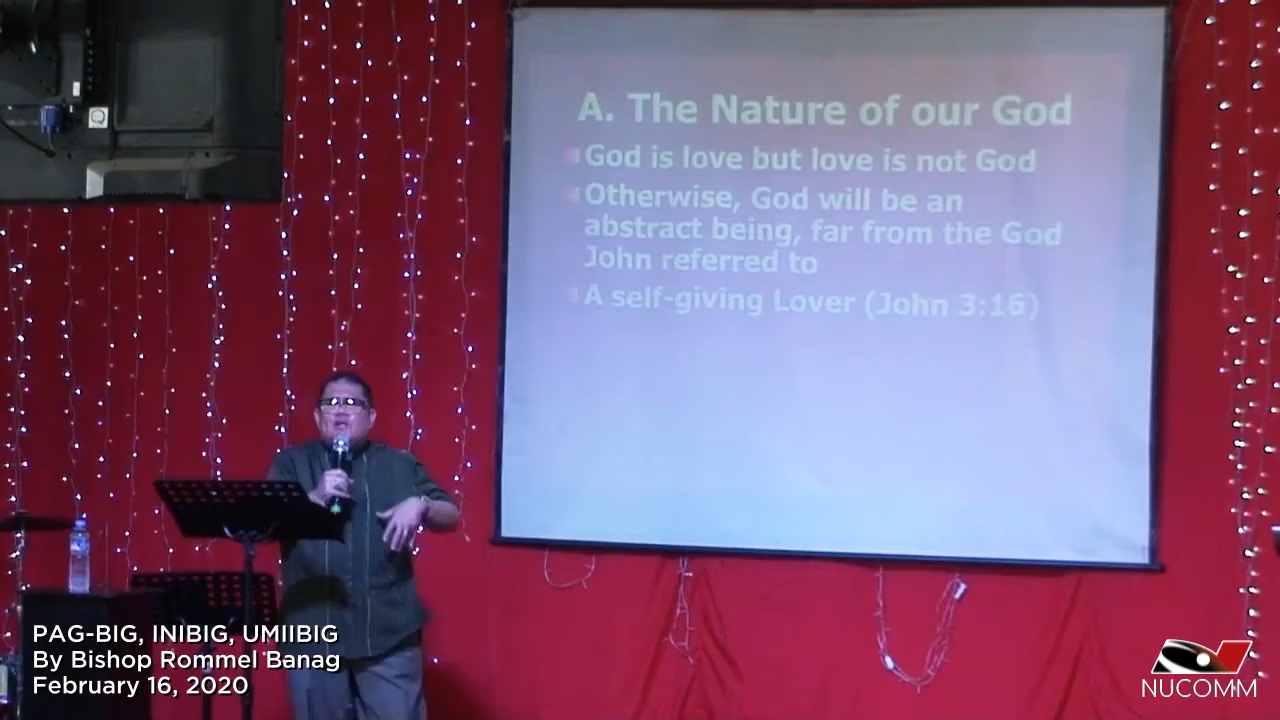 A. The Nature of our God
God is love but love is not God
Otherwise, God will be an
abstract being, far from the God
John referred to
A self-giving Lover (John 3:16)
PAG-BIG, INIBIG, UMIIBIG
By Bishop Rommel Banag
February 16, 2020
NUCOMM